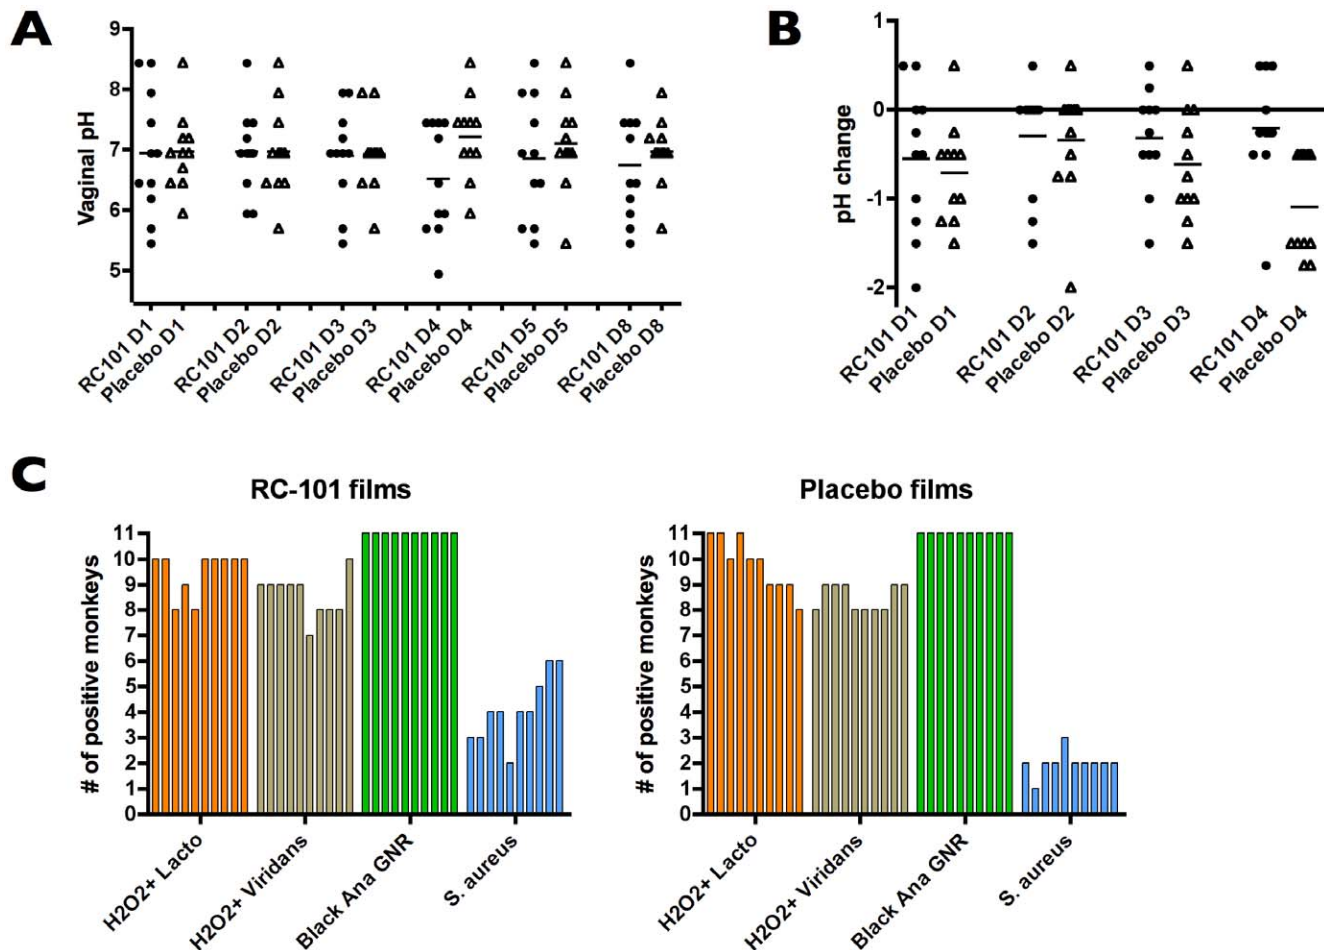 A
9
8
7
6
5
Vaginal pH
RC101 D1
Placebo D1
RC101 D2
Placebo D2
RC101 D3
Placebo D3
RC101 D4
Placebo D4
RC101 D5
Placebo D5
RC101 D8
Placebo D8
B
1
0
-1
-2
pH change
RC101 D1
Placebo D1
RC101 D2
Placebo D2
RC101 D3
Placebo D3
RC101 D4
Placebo D4
C
RC-101 films
11
10
9
8
7
6
5
4
3
2
1
0
# of positive monkeys
H2O2+ Lacto
H2O2+ Viridans
Black Ana GNR
S. aureus
Placebo films
11
10
9
8
7
6
5
4
3
2
1
0
# of positive monkeys
H2O2+ Lacto
H2O2+ Viridans
Black Ana GNR
S. aureus